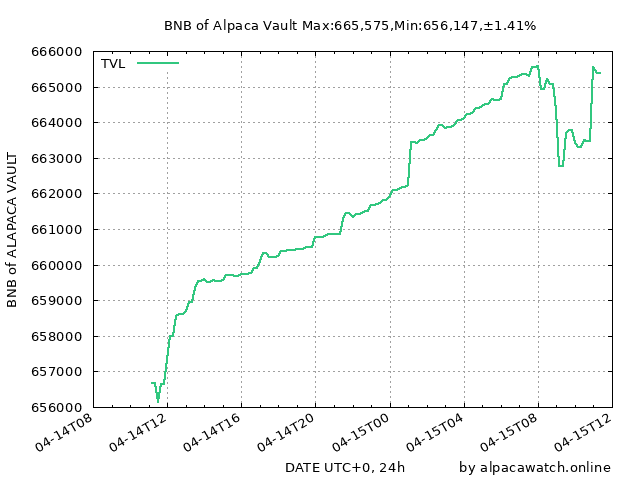 BNB of Alpaca Vault Max:665,575,Min:656,147,±1.41%
TVL
BNB of ALAPACA VAULT
666000
665000
664000
663000
662000
661000
660000
659000
658000
657000
656000
04-14T08
04-14T12
04-14T16
04-14T20
04-15T00
04-15T04
04-15T08
04-15T12
DATE UTC+0, 24h
by alpacawatch.online